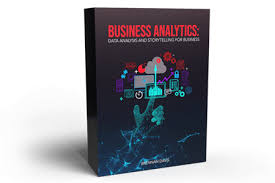 BUSINESS ANALYTICS:
DATA ANALYSIS AND STORYTELLING FOR BUSINESS